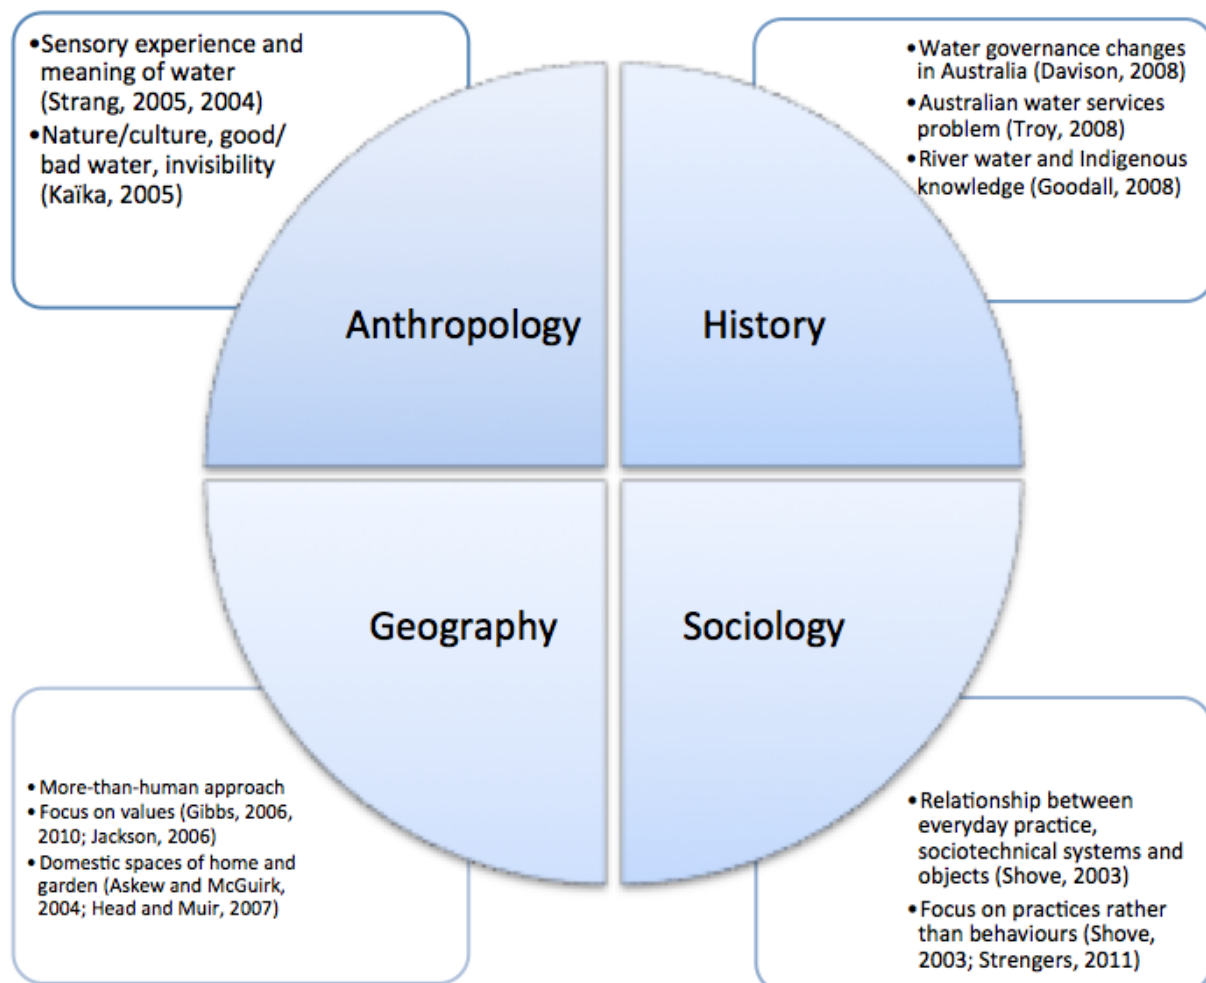 •Sensory experience and
meaning of water
(Strang, 2005, 2004)
•Nature/culture, good/
bad water, invisibility
(Kaïka, 2005)
•Water governance changes
in Australia (Davison, 2008)
•Australian water services
problem (Troy, 2008)
•River water and Indigenous
knowledge (Goodall, 2008)
Anthropology
History
Geography
Sociology
• More-than-human approach
• Focus on values (Gibbs, 2006,
2010; Jackson, 2006)
• Domestic spaces of home and
garden (Askew and McGuirk,
2004; Head and Muir, 2007)
•Relationship between
everyday practice,
sociotechnical systems and
objects (Shove, 2003)
•Focus on practices rather
than behaviours (Shove,
2003; Strengers, 2011)